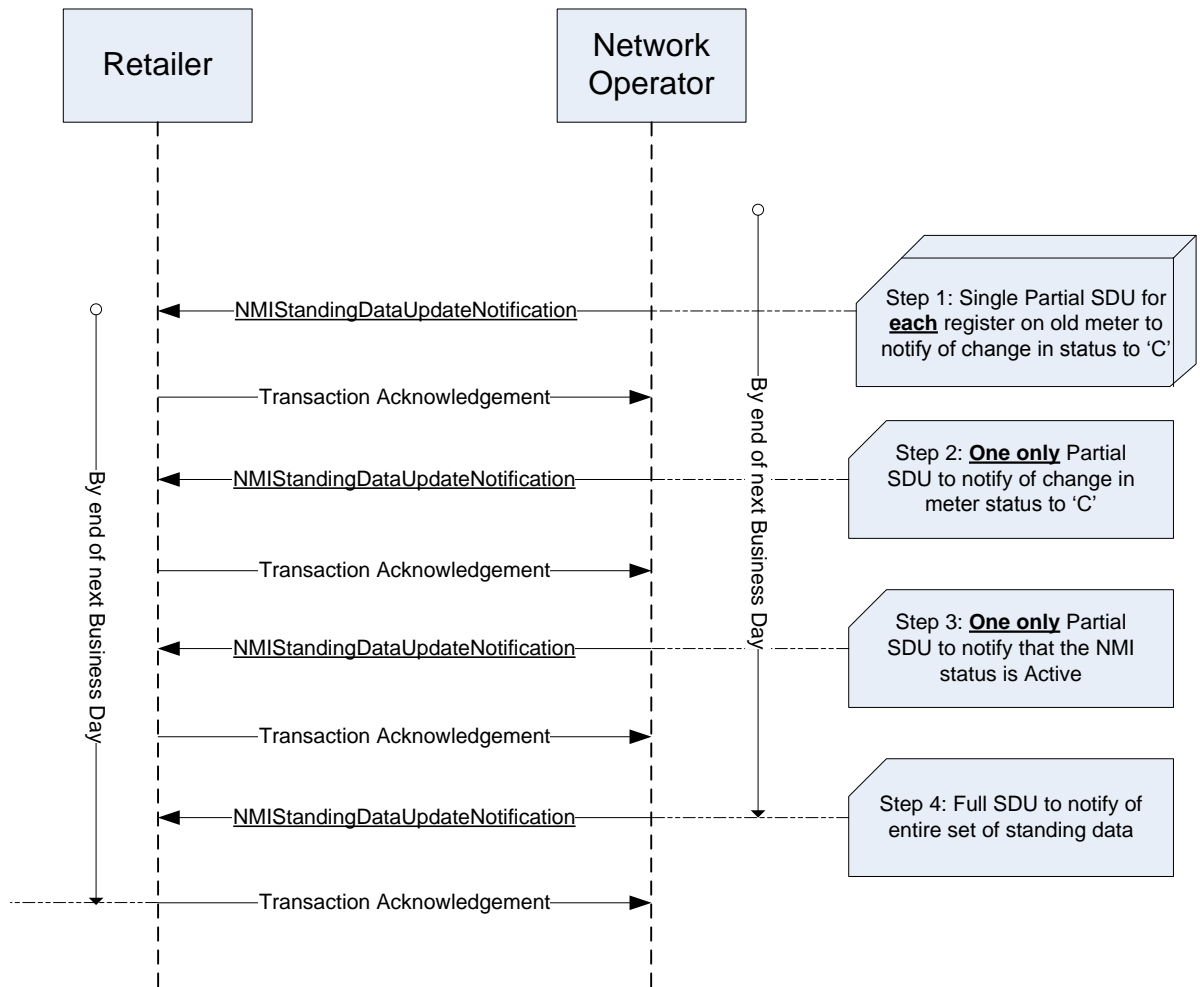 Retailer
Network
Operator
Step 1: Single Partial SDU for
each register on old meter to
notify of change in status to ‘C’
NMIStandingDataUpdateNotification
Transaction Acknowledgement
Step 2: One only Partial
SDU to notify of change in
meter status to ‘C’
NMIStandingDataUpdateNotification
By end of next Business Day
By end of next Business Day
Transaction Acknowledgement
Step 3: One only Partial
SDU to notify that the NMI
status is Active
NMIStandingDataUpdateNotification
Transaction Acknowledgement
Step 4: Full SDU to notify of
entire set of standing data
NMIStandingDataUpdateNotification
Transaction Acknowledgement